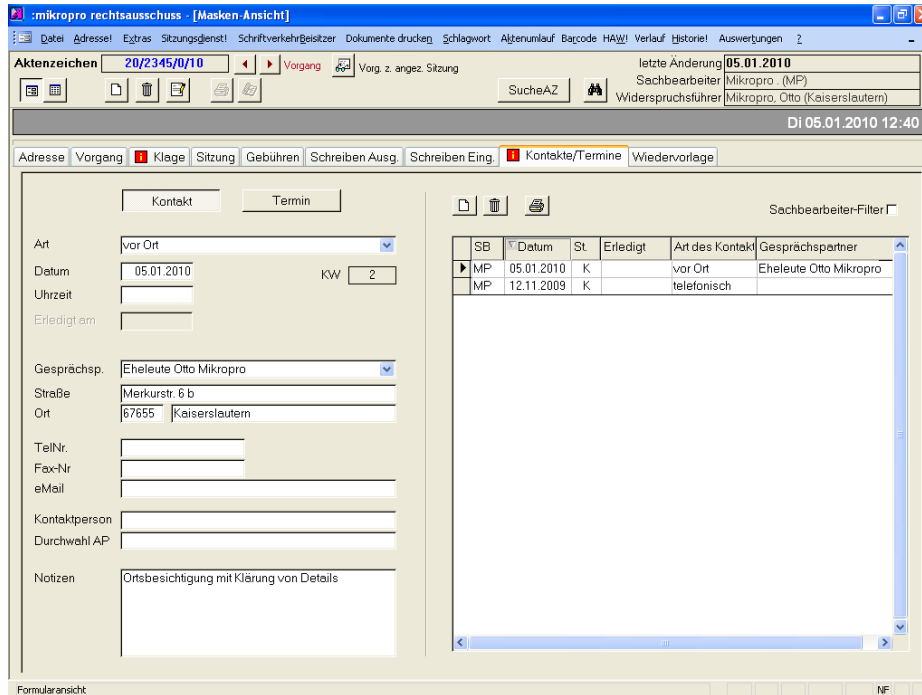 :mikropro rechtsausschuss - [Masken-Ansicht]
Datei Adresse! Extras Sitzungsdienst! SchriftverkehrBeisitzer Dokumente drucken Schlagwort Aktenumlauf Barcode HAW! Verlauf Historie! Auswertungen ?
Aktenzeichen 20/2345/0/10 Vorgang Vorg. z. angez. Sitzung letzte Änderung 05.01.2010
Sachbearbeiter Mikropro . (MP)
SucheAZ Widerspruchsführer Mikropro, Otto (Kaiserslautern)
Di 05.01.2010 12:40
Adresse Vorgang Klage Sitzung Gebühren Schreiben Ausg. Schreiben Eing. Kontakte/Termine Wiedervorlage
Kontakt Termin
Sachbearbeiter-Filter
Art vor Ort
Datum 05.01.2010 KW 2
Uhrzeit
Erledigt am
Gesprächsp. Eheleute Otto Mikropro
Straße Merkurstr. 6 b
Ort 67655 Kaiserslautern
TelNr.
Fax-Nr
eMail
Kontaktperson
Durchwahl AP
Notizen Ortsbesichtigung mit Klärung von Details
SB Datum St. Erledigt Art des Kontakt Gesprächspartner
MP 05.01.2010 K vor Ort Eheleute Otto Mikropro
MP 12.11.2009 K telefonisch
Formularansicht NF